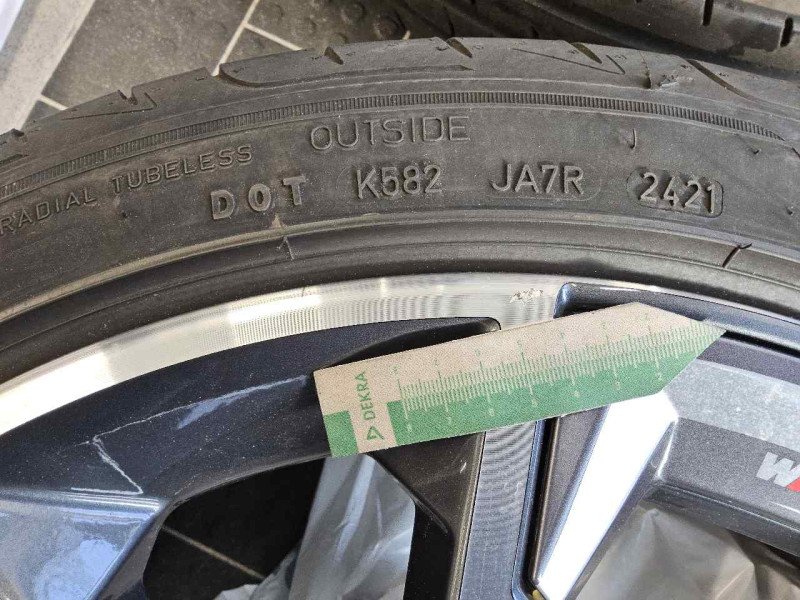 OUTSIDE
RADIAL TUBELESS
DOT K582 JA7R 2421
DEKRA